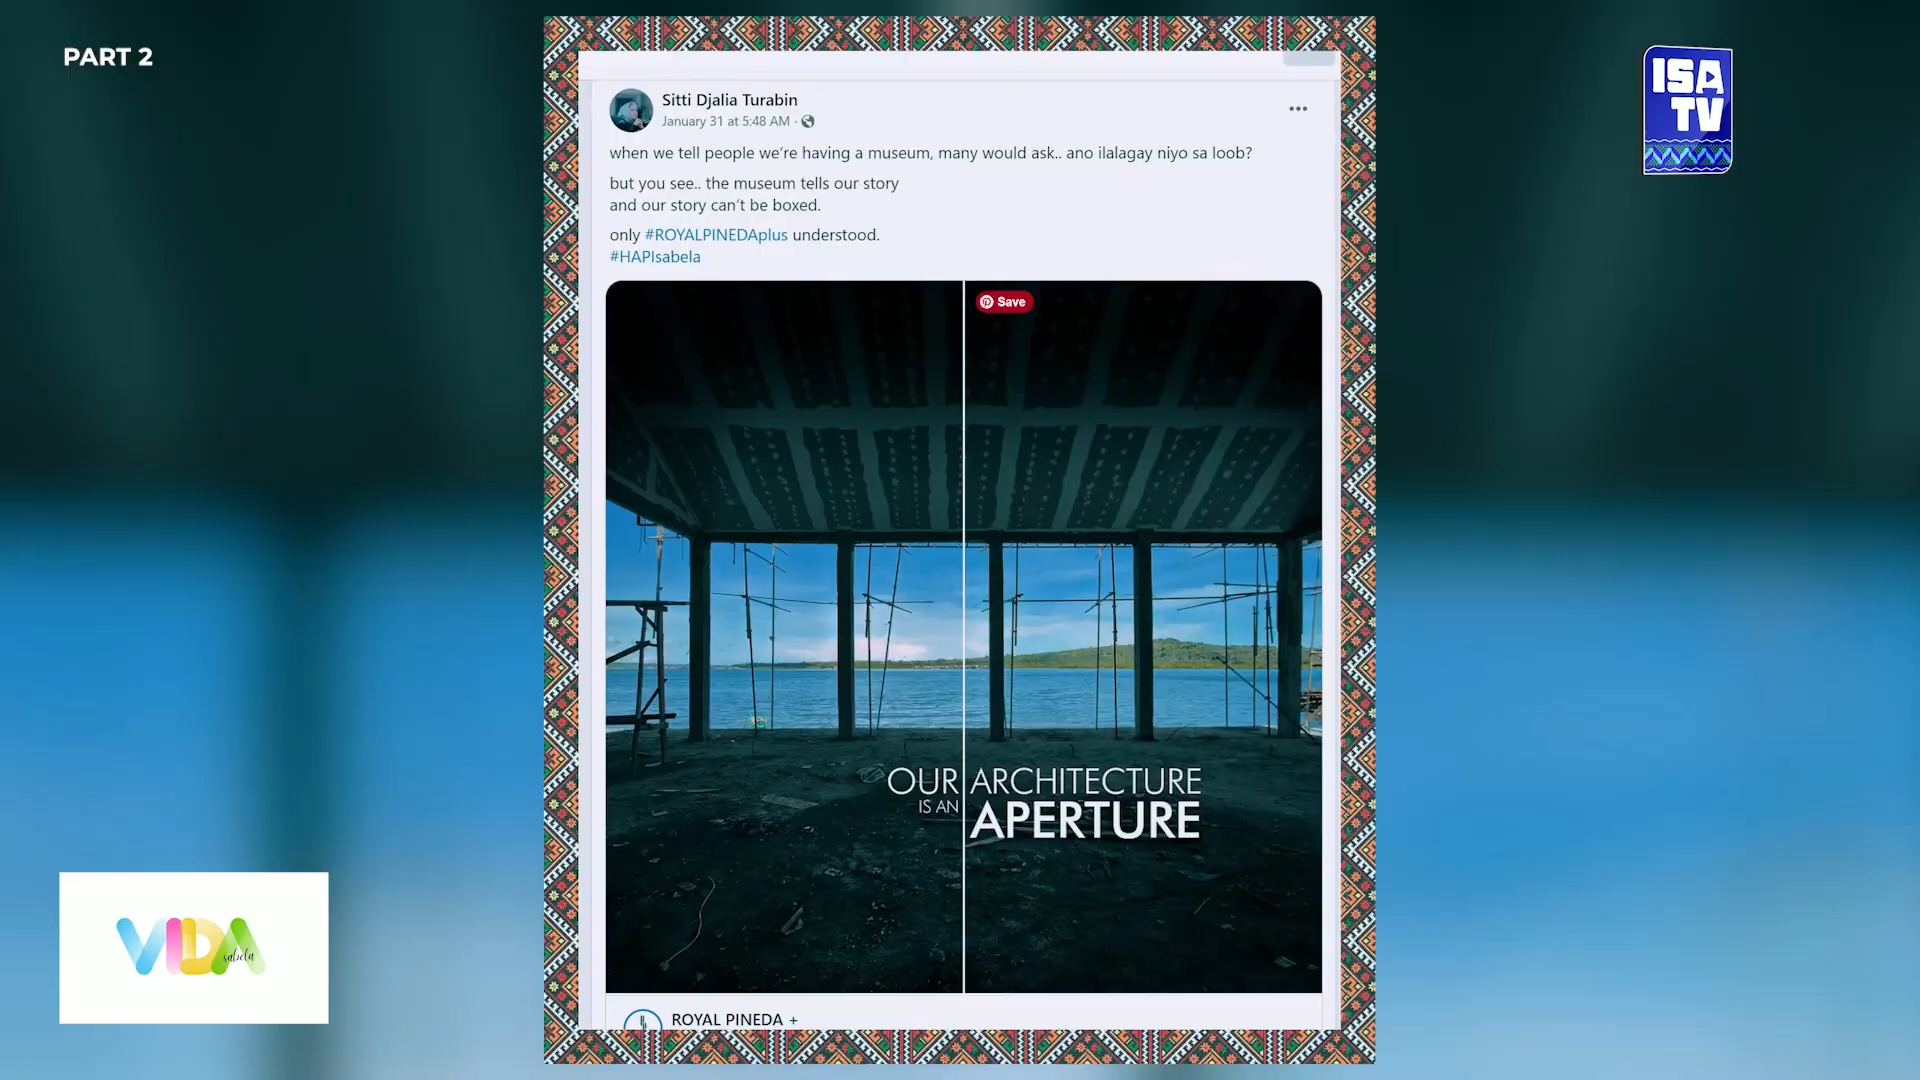 PART 2
ISA
TV
Sitti Djalia Turabin
January 31 at 5:48 AM ·
when we tell people we’re having a museum, many would ask.. ano ilalagay niyo sa loob?
but you see.. the museum tells our story
and our story can’t be boxed.
only #ROYALPINEDAplus understood.
#HAPIsabela
Save
OUR ARCHITECTURE
IS AN APERTURE
VIDA
sabela
ROYAL PINEDA +